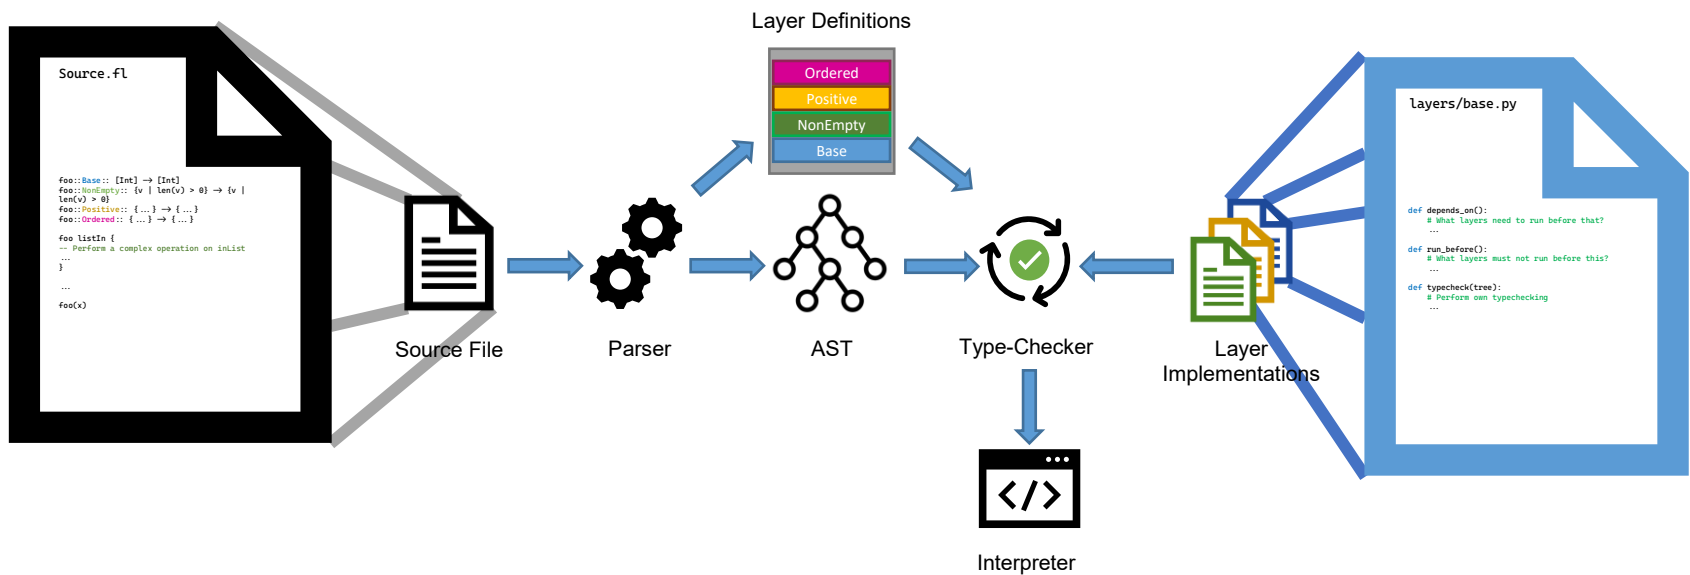 Layer Definitions
Ordered
Positive
NonEmpty
Base
Source.fl
foo::Base:: [Int] → [Int]
foo::NonEmpty:: {v | len(v) > 0} → {v |
len(v) > 0}
foo::Positive:: { … } → { … }
foo::Ordered:: { … } → { … }
foo listIn {
-- Perform a complex operation on inList
…
}
…
foo(x)
Source File
Parser
AST
Type-Checker
Layer
Implementations
Interpreter
layers/base.py
def depends_on():
# What layers need to run before that?
…
def run_before():
# What layers must not run before this?
…
def typecheck(tree):
# Perform own typechecking
…